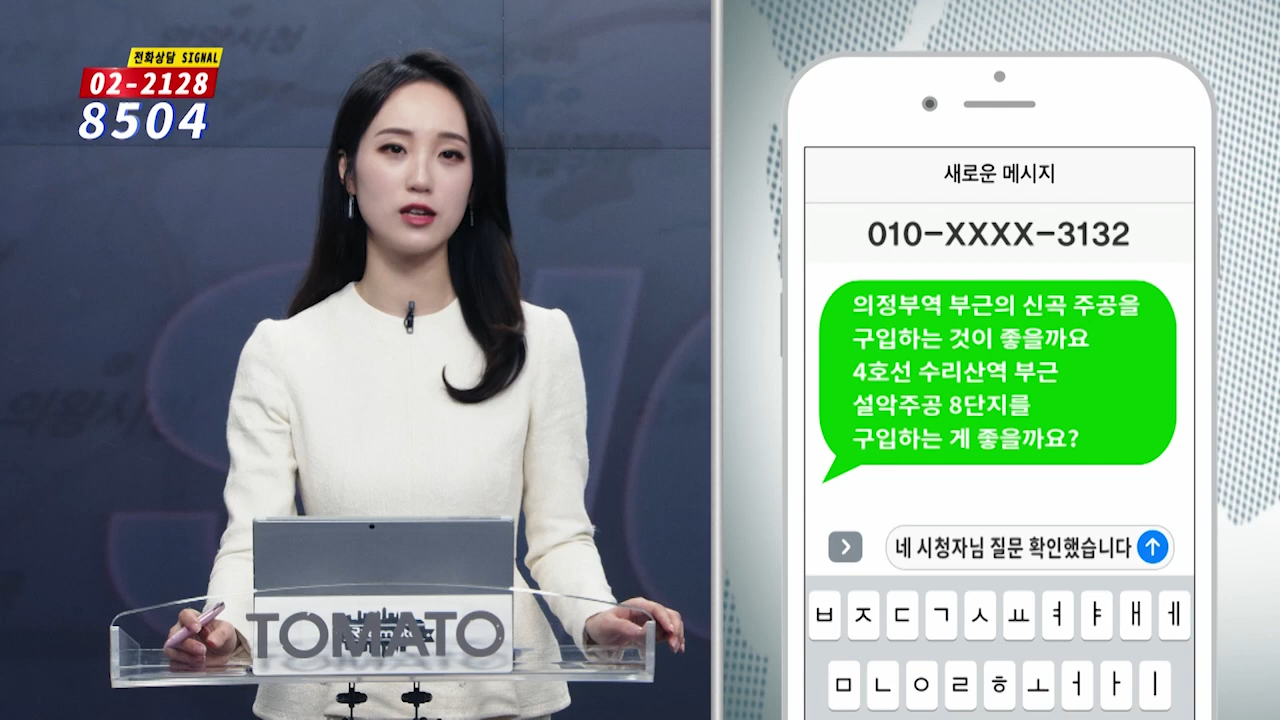 전화상담 SIGNAL
02-2128
8504
의왕시
TOMATO
새로운 메시지
010-XXXX-3132
의정부역 부근의 신곡 주공을
구입하는 것이 좋을까요
4호선 수리산역 부근
설악주공 8단지를
구입하는 게 좋을까요?
네 시청자님 질문 확인했습니다
ㅂ ㅈ ㄷ ㄱ ㅅ ㅛ ㅕ ㅑ ㅐ ㅔ
ㅁ ㄴ ㅇ ㄹ ㅎ ㅗ ㅓ ㅏ ㅣ